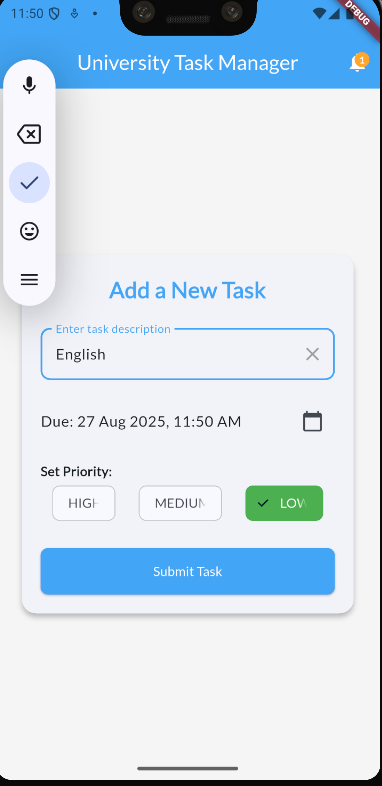 11:50
DEBUG
University Task Manager
1
Add a New Task
Enter task description
English
Due: 27 Aug 2025, 11:50 AM
Set Priority:
HIGH MEDIUM LOW
Submit Task